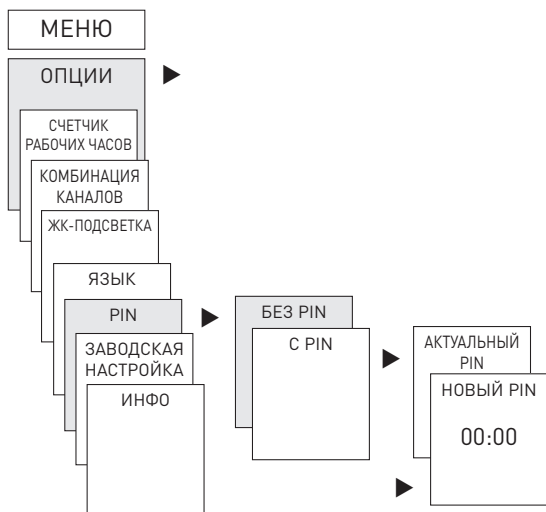 МЕНЮ
ОПЦИИ
СЧЕТЧИК
РАБОЧИХ ЧАСОВ
КОМБИНАЦИЯ
КАНАЛОВ
ЖК-ПОДСВЕТКА
ЯЗЫК
PIN
ЗАВОДСКАЯ
НАСТРОЙКА
ИНФО
БЕЗ PIN
С PIN
АКТУАЛЬНЫЙ
PIN
НОВЫЙ PIN
00:00